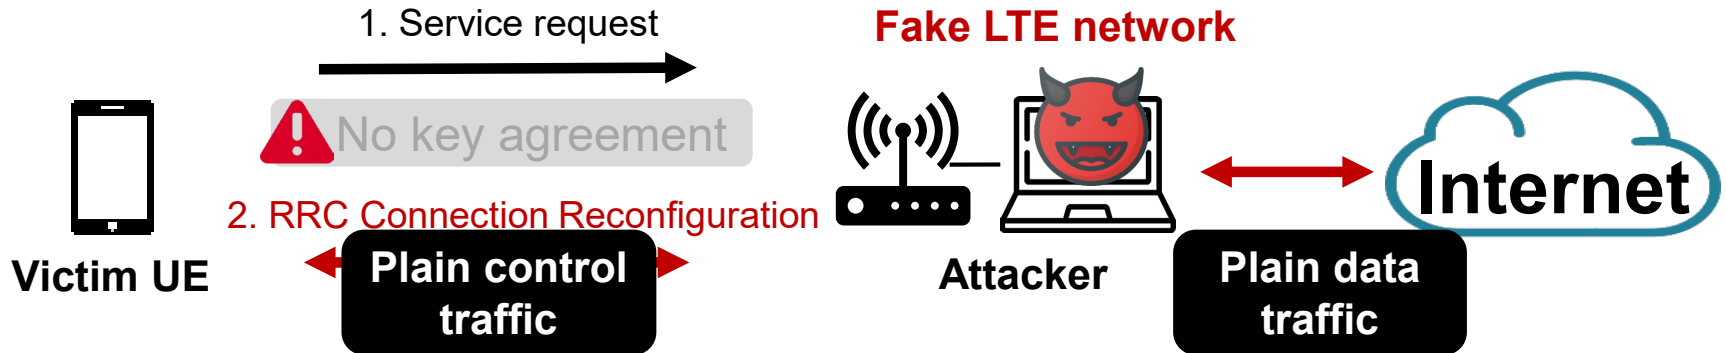 1. Service request
Fake LTE network
No key agreement
2. RRC Connection Reconfiguration
Internet
Victim UE
Plain control
traffic
Attacker
Plain data
traffic